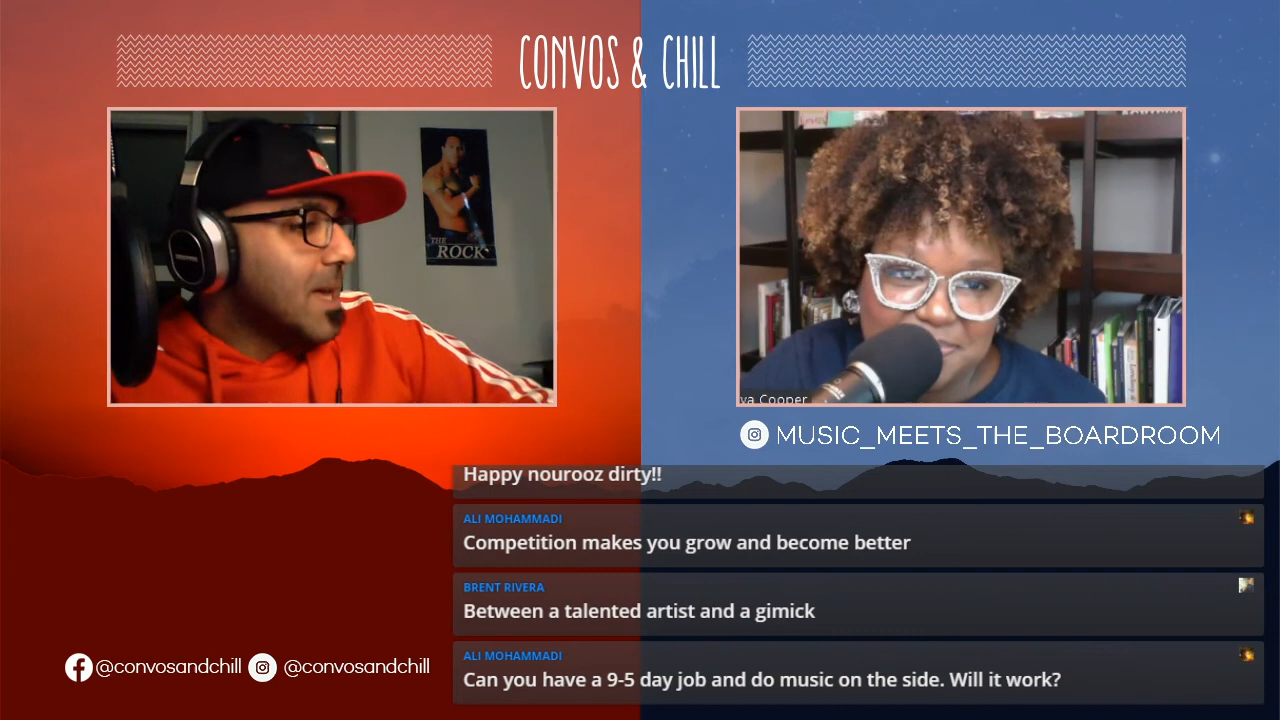 CONVOS & CHILL
THE
ROCK
va Cooper
MUSIC_MEETS_THE_BOARDROOM
Happy nourooz dirty!!
ALI MOHAMMADI
Competition makes you grow and become better
BRENT RIVERA
Between a talented artist and a gimick
ALI MOHAMMADI
Can you have a 9-5 day job and do music on the side. Will it work?
@convosandchill @convosandchill